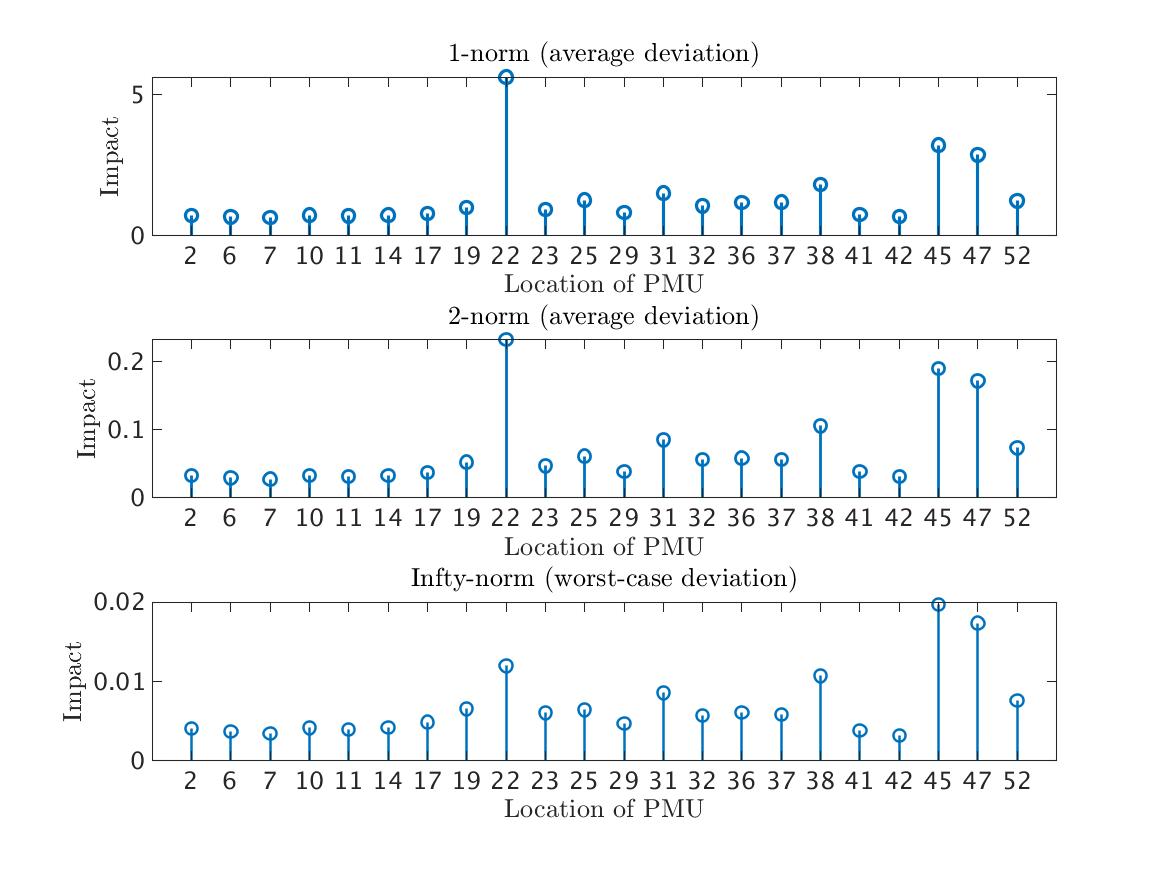 1-norm (average deviation)
5
0
Impact
2 6 7 10 11 14 17 19 22 23 25 29 31 32 36 37 38 41 42 45 47 52
Location of PMU
2-norm (average deviation)
0.2
0.1
0
Impact
2 6 7 10 11 14 17 19 22 23 25 29 31 32 36 37 38 41 42 45 47 52
Location of PMU
Infty-norm (worst-case deviation)
0.02
0.01
0
Impact
2 6 7 10 11 14 17 19 22 23 25 29 31 32 36 37 38 41 42 45 47 52
Location of PMU